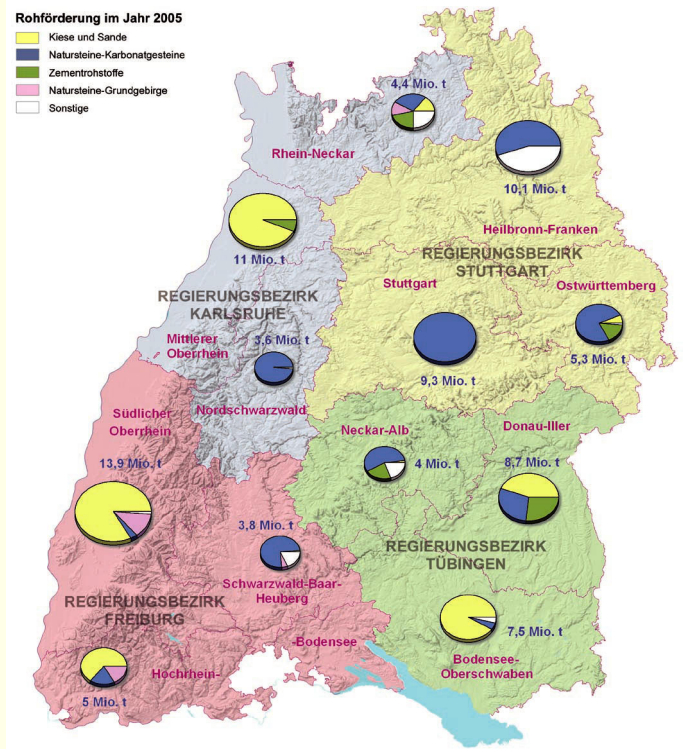 Rohförderung im Jahr 2005
Kiese und Sande
Natursteine-Karbonatgesteine
Zementrohstoffe
Natursteine-Grundgebirge
Sonstige
4,4 Mio. t
Rhein-Neckar
10,1 Mio. t
Heilbronn-Franken
11 Mio. t
REGIERUNGSBEZIRK
STUTTGART
Stuttgart
Ostwürttemberg
REGIERUNGSBEZIRK
KARLSRUHE
Mittlerer
Oberrhein
3,6 Mio. t
5,3 Mio. t
9,3 Mio. t
Nordschwarzwald
Südlicher
Oberrhein
13,9 Mio. t
Neckar-Alb
4 Mio. t
Donau-Iller
8,7 Mio. t
3,8 Mio. t
REGIERUNGSBEZIRK
TÜBINGEN
Schwarzwald-Baar-
Heuberg
REGIERUNGSBEZIRK
FREIBURG
7,5 Mio. t
-Bodensee
Hochrhein-
Bodensee-
Oberschwaben
5 Mio. t